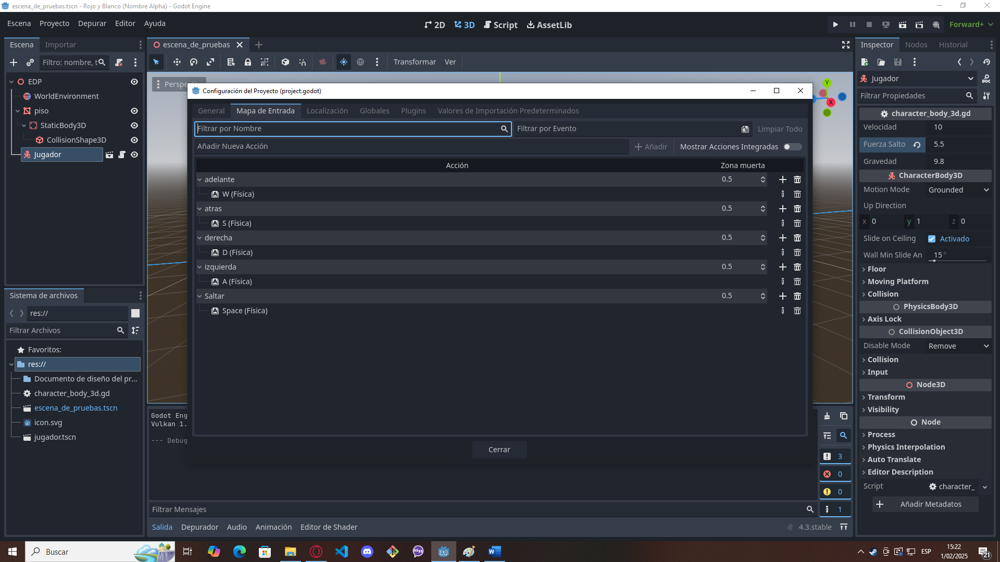 escena_de_pruebas.tscn - Rojo y Blanco (Nombre Alpha) - Godot Engine
Escena Proyecto Depurar Editor Ayuda
2D 3D Script AssetLib
Forward+
Escena Importar
Filtro: nombre, t
EDP
WorldEnvironment
piso
StaticBody3D
CollisionShape3D
Jugador
Sistema de archivos
res://
Filtrar Archivos
Favoritos:
res://
Documento de diseño del pr...
character_body_3d.gd
escena_de_pruebas.tscn
icon.svg
jugador.tscn
escena_de_pruebas
Transformar Ver
Y
X
Configuración del Proyecto (project.godot)
General Mapa de Entrada Localización Globales Plugins Valores de Importación Predeterminados
Filtrar por Nombre Filtrar por Evento Limpiar Todo
Añadir Nueva Acción Añadir Mostrar Acciones Integradas
Acción Zona muerta
adelante 0.5
W (Física)
atras 0.5
S (Física)
derecha 0.5
D (Física)
izquierda 0.5
A (Física)
Saltar 0.5
Space (Física)
Cerrar
Godot Eng
Vulkan 1.
--- Debug
3
0
0
1
Filtrar Mensajes
Salida Depurador Audio Animación Editor de Shader
4.3.stable
Inspector Nodos Historial
Jugador
DOC
Filtrar Propiedades
character_body_3d.gd
Velocidad 10
Fuerza Salto 5.5
Gravedad 9.8
CharacterBody3D
Motion Mode Grounded
Up Direction
x 0 y 1 z 0
Slide on Ceiling Activado
Wall Min Slide An 15 °
Floor
Moving Platform
Collision
PhysicsBody3D
Axis Lock
CollisionObject3D
Disable Mode Remove
Collision
Input
Node3D
Transform
Visibility
Node
Process
Physics Interpolation
Auto Translate
Editor Description
Script character_
Añadir Metadatos
Buscar
ESP
15:22
1/02/2025
21